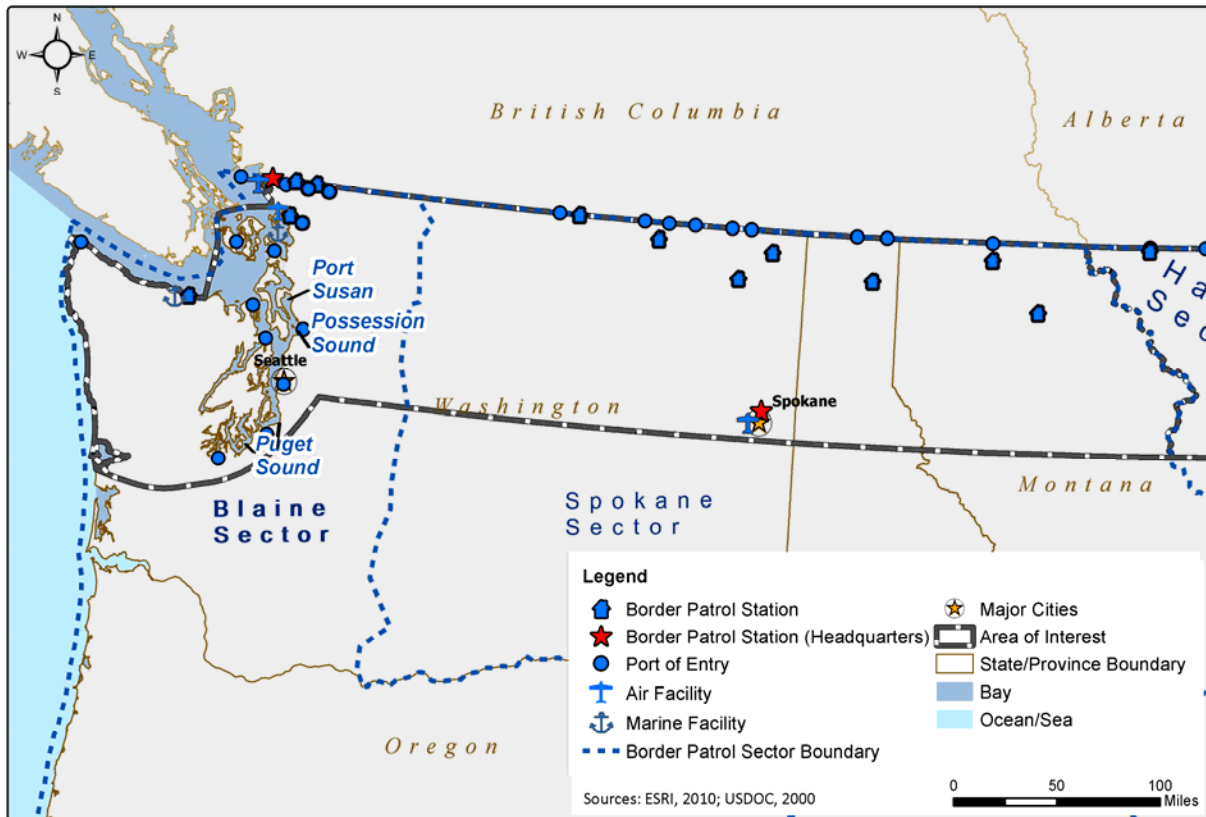 N
W E
S
British Columbia
Alberta
Port
Susan
Possession
Sound
Seattle
Ha
Sec
Washington
Spokane
Puget
Sound
Montana
Blaine
Sector
Spokane
Sector
Oregon
Legend
Border Patrol Station
Border Patrol Station (Headquarters)
Port of Entry
Air Facility
Marine Facility
Border Patrol Sector Boundary
Major Cities
Area of Interest
State/Province Boundary
Bay
Ocean/Sea
Sources: ESRI, 2010; USDOC, 2000
0 50 100
Miles